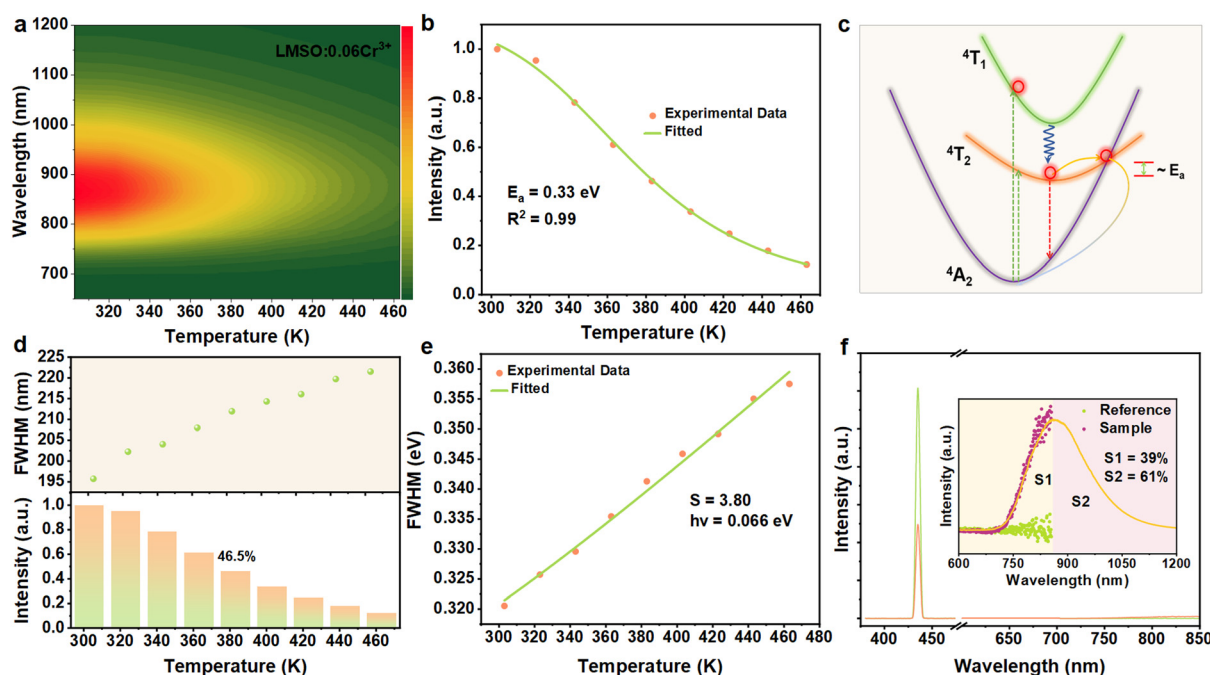 a
LMSO:0.06Cr³⁺
1200
1100
1000
900
800
700
Wavelength (nm)
320 340 360 380 400 420 440 460
Temperature (K)
b
1.0
0.8
0.6
0.4
0.2
0.0
Intensity (a.u.)
Experimental Data
Fitted
Eₐ = 0.33 eV
R² = 0.99
300 320 340 360 380 400 420 440 460
Temperature (K)
c
⁴T₁
⁴T₂
~ Eₐ
⁴A₂
d
225
220
215
210
205
200
195
FWHM (nm)
1.0
0.8
0.6
0.4
0.2
0.0
Intensity (a.u.)
46.5%
300 320 340 360 380 400 420 440 460
Temperature (K)
e
0.360
0.355
0.350
0.345
0.340
0.335
0.330
0.325
0.320
FWHM (eV)
Experimental Data
Fitted
S = 3.80
hv = 0.066 eV
300 320 340 360 380 400 420 440 460 480
Temperature (K)
f
Intensity (a.u.)
Intensity (a.u.)
Reference
Sample
S1 = 39%
S2 = 61%
S1
S2
600 750 900 1050 1200
Wavelength (nm)
400 450 650 700 750 800 850
Wavelength (nm)